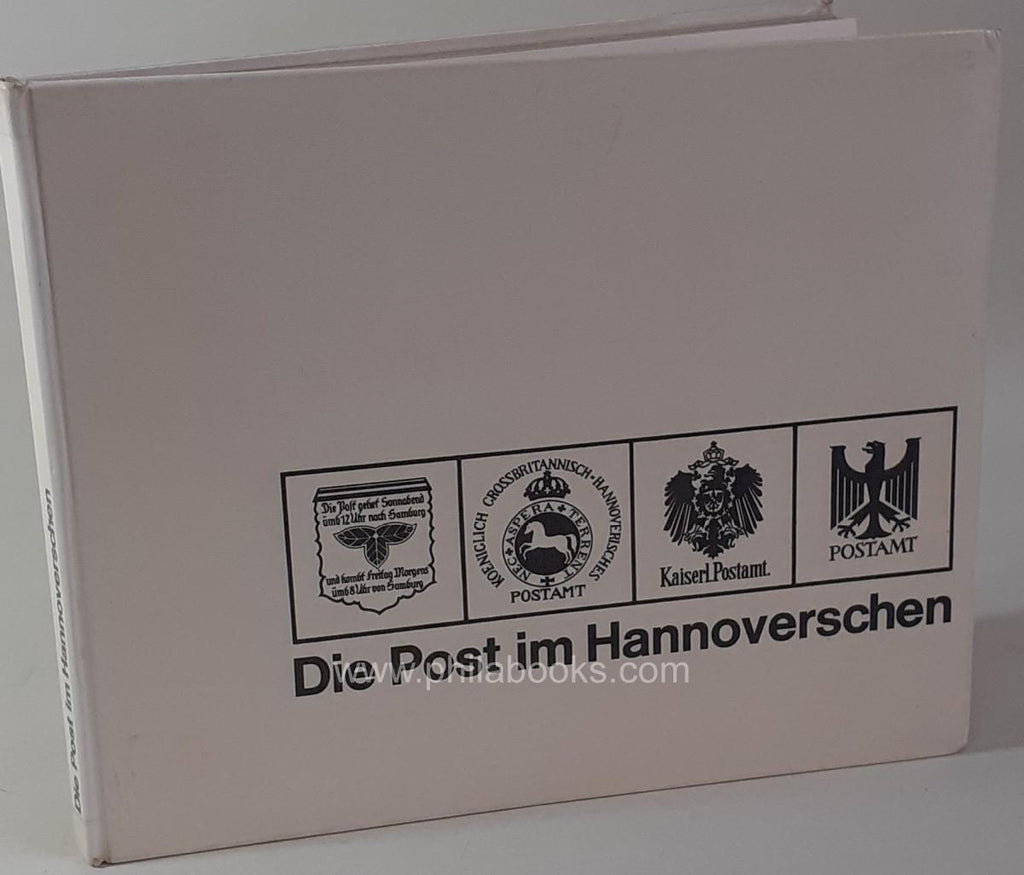 Die Post im Hannoverschen
Die Post gehet Sonnabend
ümb 12 Uhr nach Hamburg
und kombt Freitag Morgens
ümb 8 Uhr von Hamburg
KOENIGLICH GROSSBRITANNISCH-HANNOVERISCHES
NEC ASPERA TERRENT
POSTAMT
Kaiserl. Postamt.
POSTAMT
Die Post im Hannoverschen
www.philabooks.com